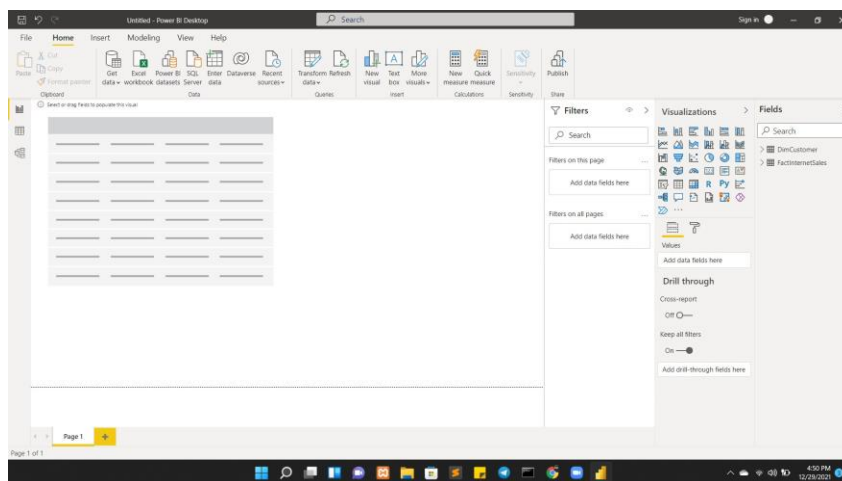 Untitled - Power BI Desktop
Search
Sign in
File Home Insert Modeling View Help
Paste
Cut
Copy
Format painter
Clipboard
Get data
Excel workbook
Power BI datasets
SQL Server
Enter data
Dataverse
Recent sources
Data
Transform data
Refresh
Queries
New visual
Text box
More visuals
Insert
New measure
Quick measure
Calculations
Sensitivity
Sensitivity
Publish
Share
Select or drag fields to populate this visual
Filters
Search
Filters on this page
Add data fields here
Filters on all pages
Add data fields here
Visualizations
R Py
Values
Add data fields here
Drill through
Cross-report
Off
Keep all filters
On
Add drill-through fields here
Fields
Search
DimCustomer
FactInternetSales
Page 1
Page 1 of 1
4:50 PM
12/29/2021